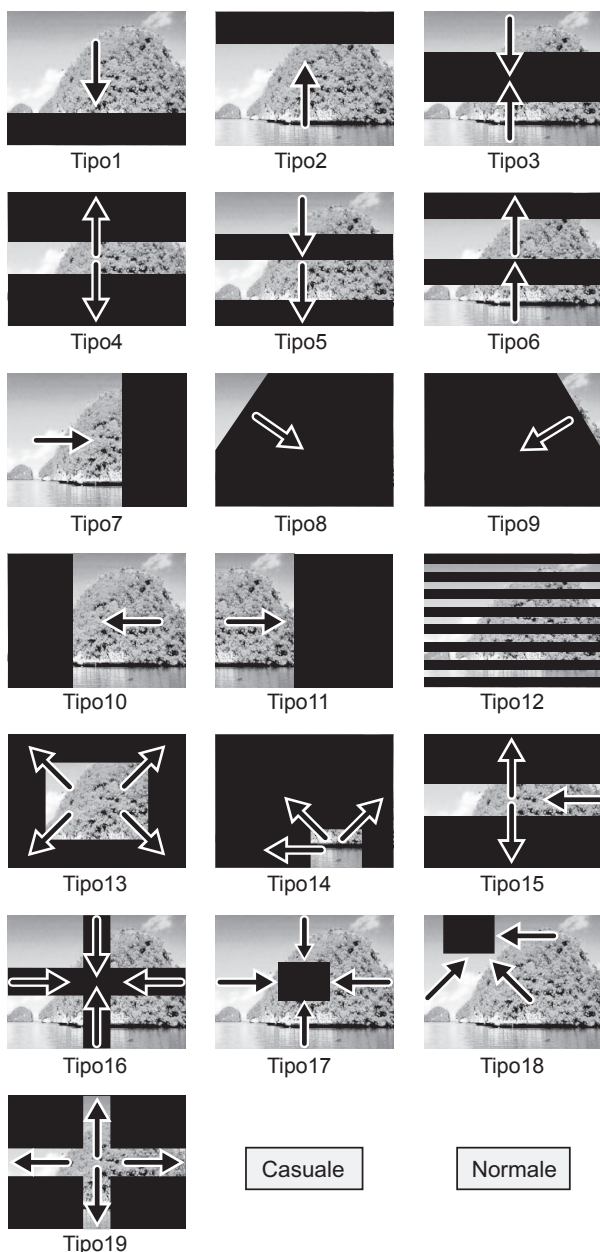 Tipo1 Tipo2 Tipo3
Tipo4 Tipo5 Tipo6
Tipo7 Tipo8 Tipo9
Tipo10 Tipo11 Tipo12
Tipo13 Tipo14 Tipo15
Tipo16 Tipo17 Tipo18
Casuale Normale
Tipo19